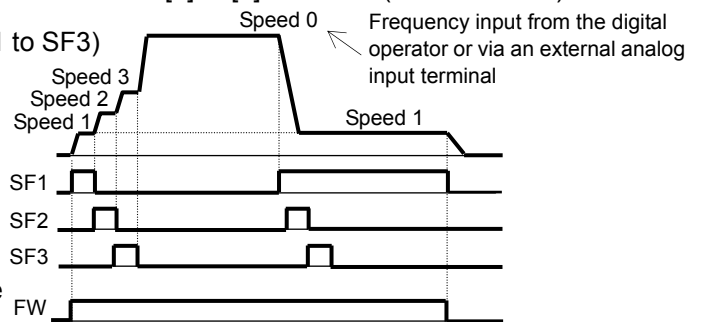 Speed 0
Frequency input from the digital
operator or via an external analog
input terminal
to SF3)
Speed 3
Speed 2
Speed 1
Speed 1
SF1
SF2
SF3
FW